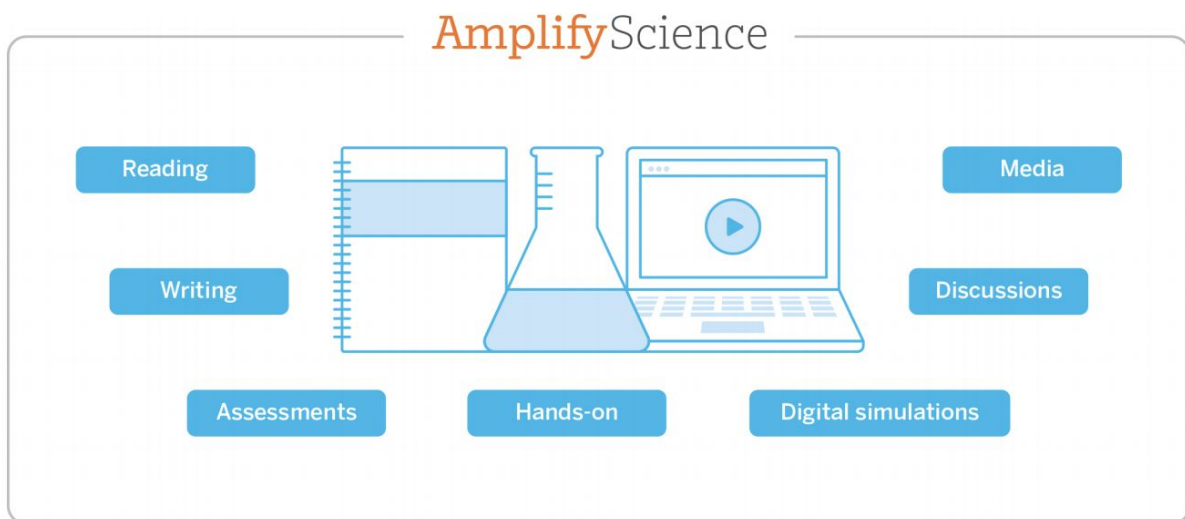 AmplifyScience
Reading
Media
Writing
Discussions
Assessments
Hands-on
Digital simulations